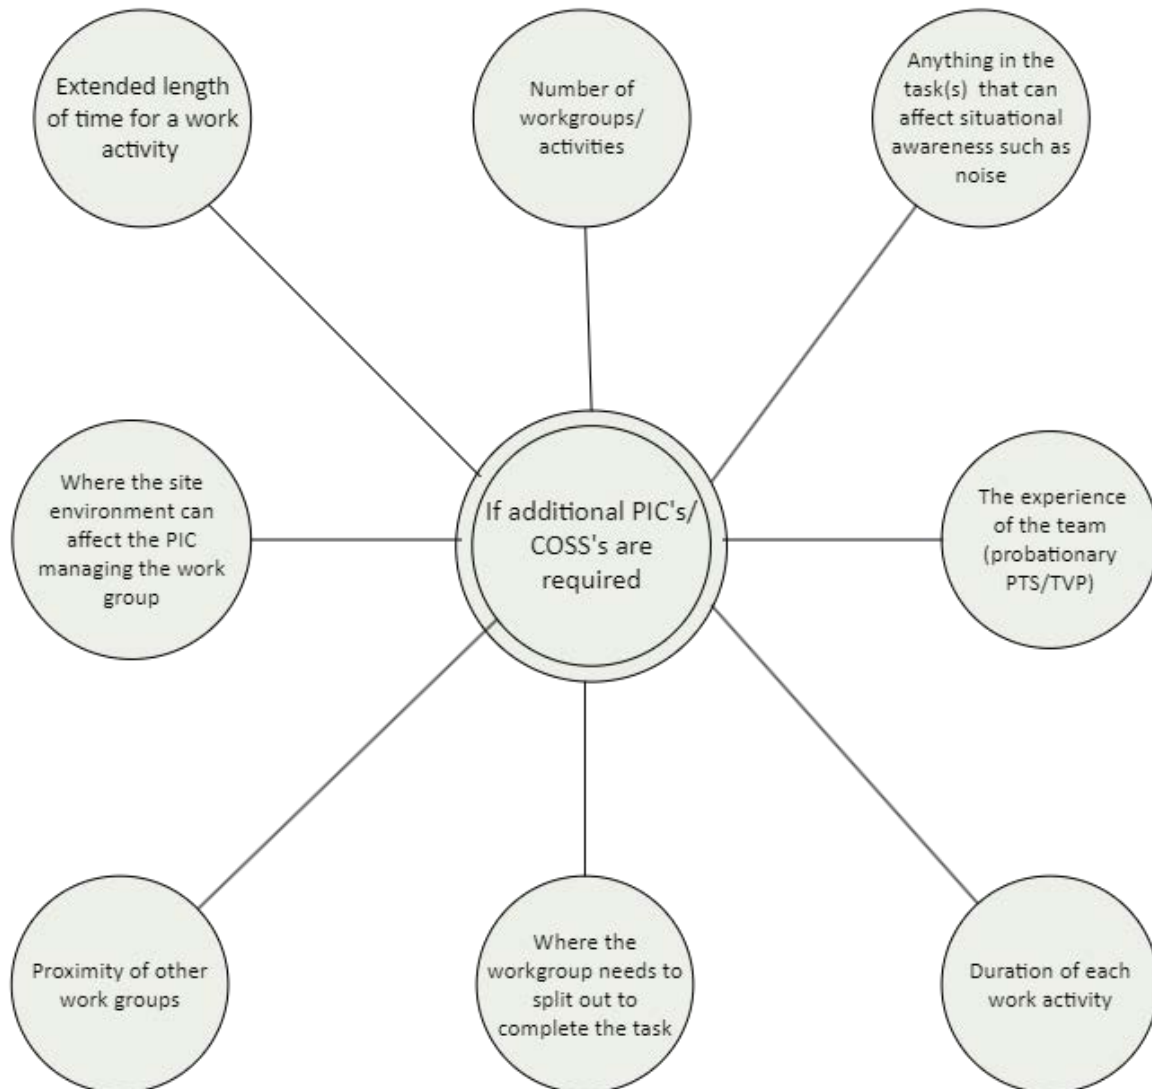 Extended length
of time for a work
activity
Number of
workgroups/
activities
Anything in the
task(s) that can
affect situational
awareness such as
noise
Where the site
environment can
affect the PIC
managing the work
group
If additional PIC's/
COSS's are
required
The experience
of the team
(probationary
PTS/TVP)
Proximity of other
work groups
Where the
workgroup needs to
split out to
complete the task
Duration of each
work activity